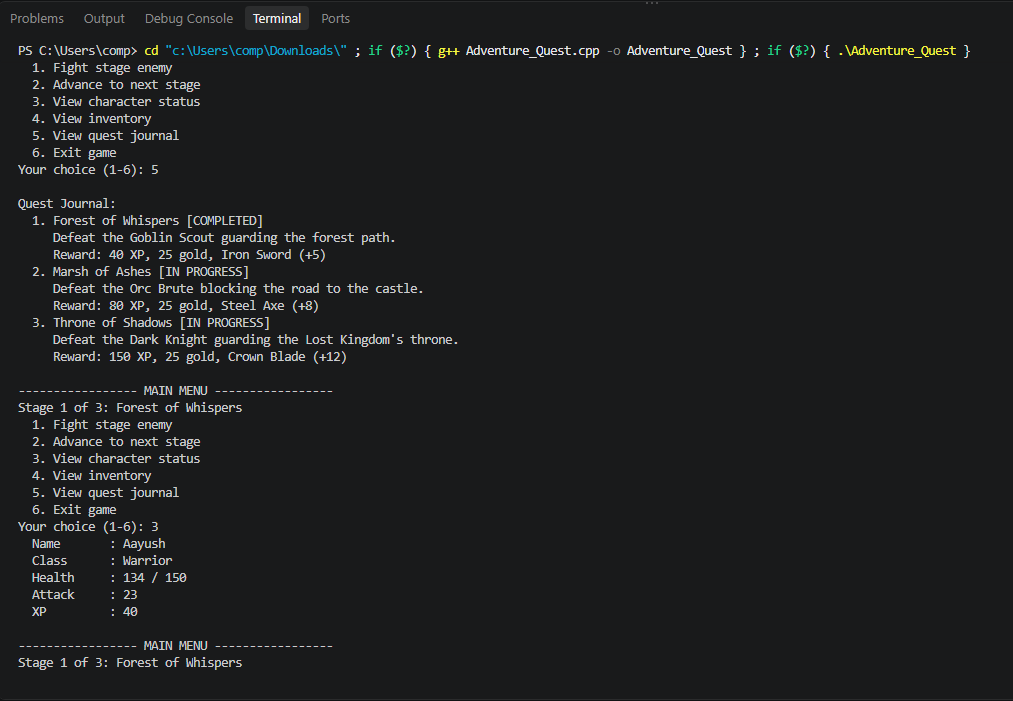 Problems Output Debug Console Terminal Ports
PS C:\Users\comp> cd "c:\Users\comp\Downloads\" ; if ($?) { g++ Adventure_Quest.cpp -o Adventure_Quest } ; if ($?) { .\Adventure_Quest }
1. Fight stage enemy
2. Advance to next stage
3. View character status
4. View inventory
5. View quest journal
6. Exit game
Your choice (1-6): 5
Quest Journal:
1. Forest of Whispers [COMPLETED]
Defeat the Goblin Scout guarding the forest path.
Reward: 40 XP, 25 gold, Iron Sword (+5)
2. Marsh of Ashes [IN PROGRESS]
Defeat the Orc Brute blocking the road to the castle.
Reward: 80 XP, 25 gold, Steel Axe (+8)
3. Throne of Shadows [IN PROGRESS]
Defeat the Dark Knight guarding the Lost Kingdom's throne.
Reward: 150 XP, 25 gold, Crown Blade (+12)
----------------- MAIN MENU -----------------
Stage 1 of 3: Forest of Whispers
1. Fight stage enemy
2. Advance to next stage
3. View character status
4. View inventory
5. View quest journal
6. Exit game
Your choice (1-6): 3
Name : Aayush
Class : Warrior
Health : 134 / 150
Attack : 23
XP : 40
----------------- MAIN MENU -----------------
Stage 1 of 3: Forest of Whispers